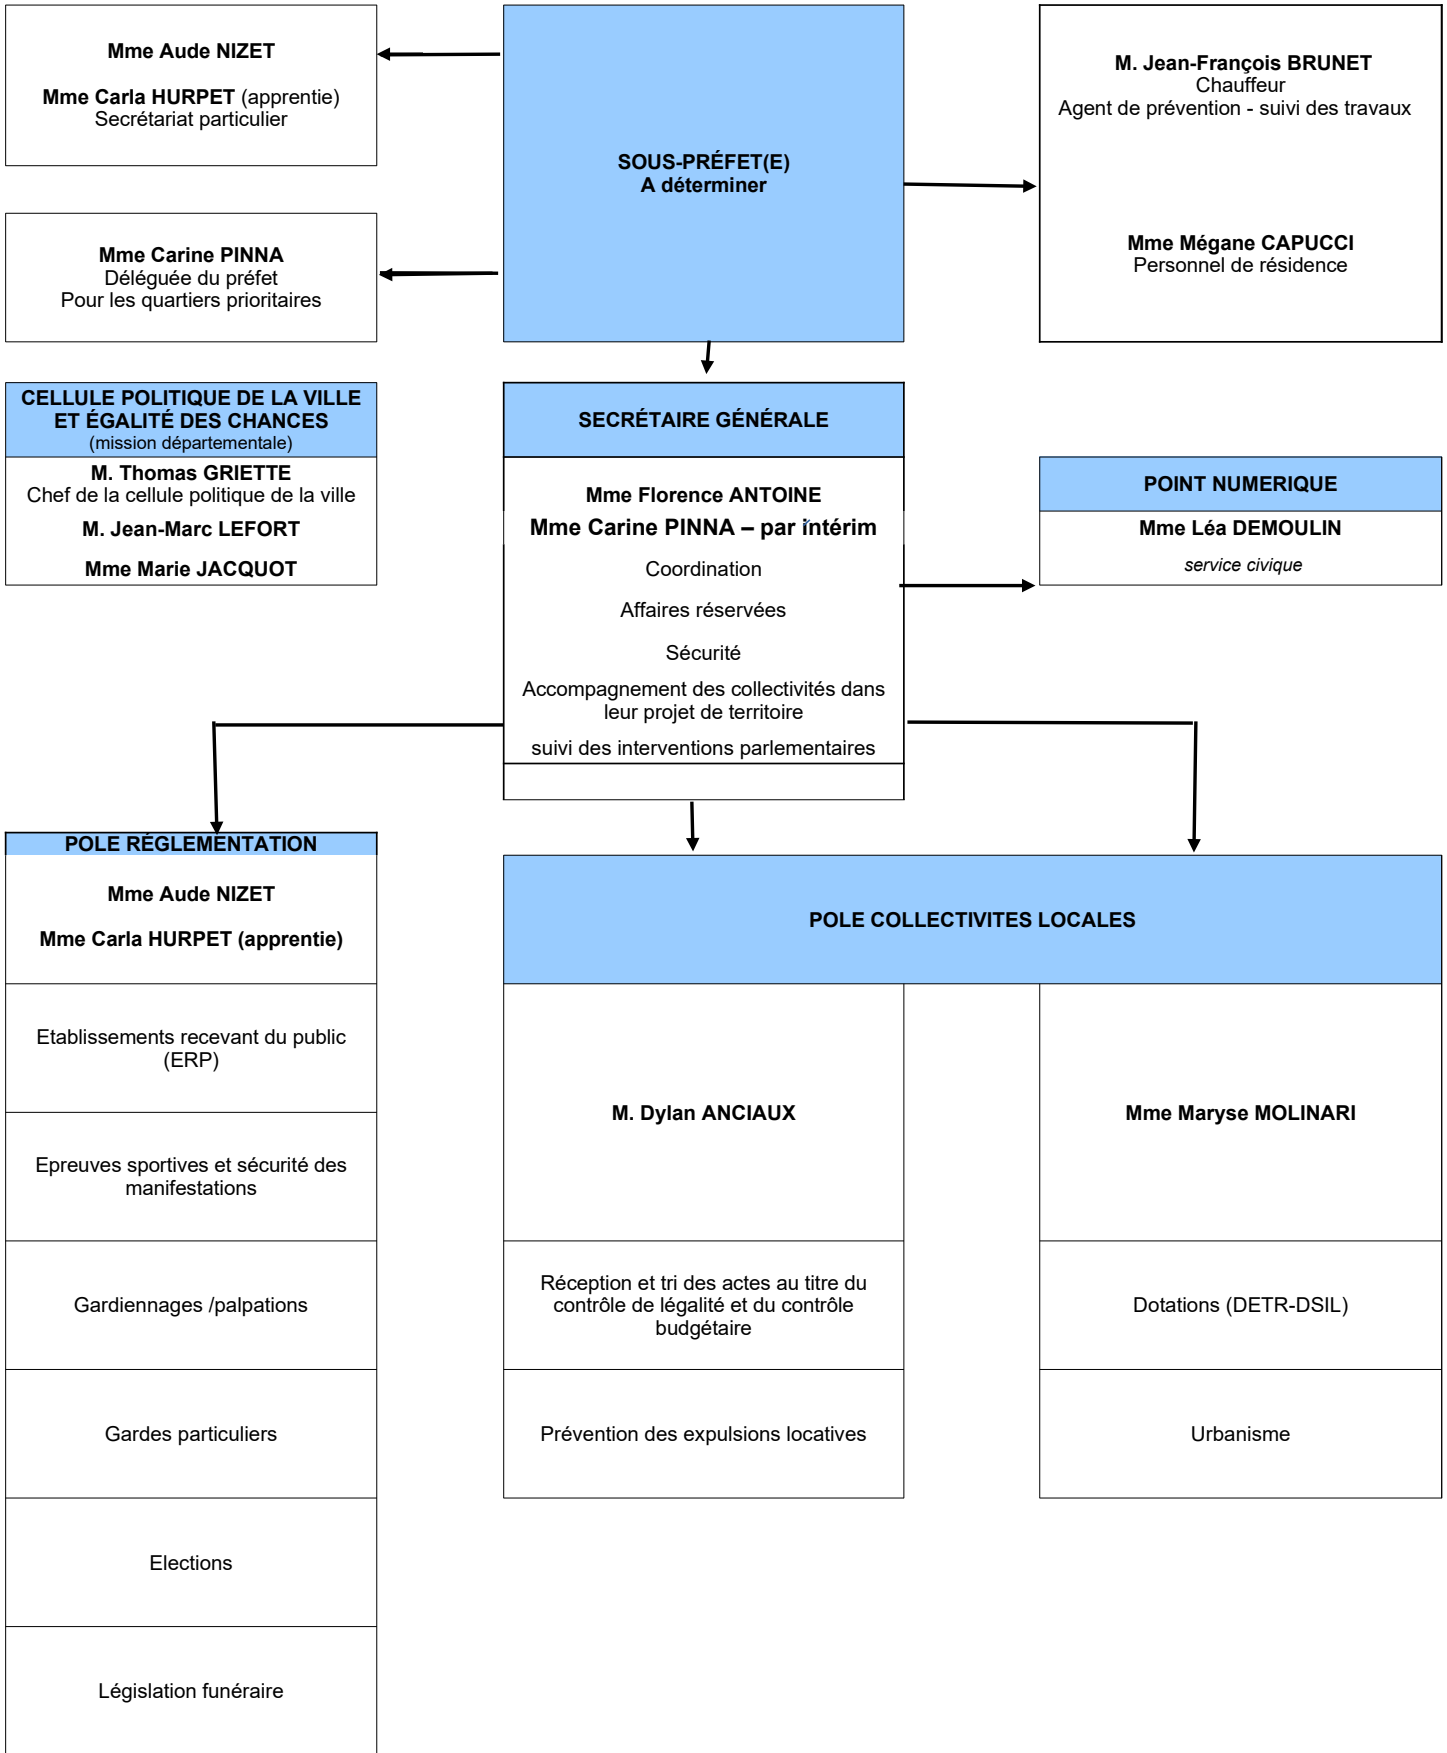 Mme Aude NIZET
Mme Carla HURPET (apprentie)
Secrétariat particulier
SOUS-PRÉFET(E)
A déterminer
M. Jean-François BRUNET
Chauffeur
Agent de prévention - suivi des travaux
Mme Mégane CAPUCCI
Personnel de résidence
Mme Carine PINNA
Déléguée du préfet
Pour les quartiers prioritaires
CELLULE POLITIQUE DE LA VILLE
ET ÉGALITÉ DES CHANCES
(mission départementale)
M. Thomas GRIETTE
Chef de la cellule politique de la ville
M. Jean-Marc LEFORT
Mme Marie JACQUOT
SECRÉTAIRE GÉNÉRALE
Mme Florence ANTOINE
Mme Carine PINNA – par intérim
Coordination
Affaires réservées
Sécurité
Accompagnement des collectivités dans
leur projet de territoire
suivi des interventions parlementaires
POINT NUMERIQUE
Mme Léa DEMOULIN
service civique
POLE RÉGLEMENTATION
Mme Aude NIZET
Mme Carla HURPET (apprentie)
Etablissements recevant du public
(ERP)
Epreuves sportives et sécurité des
manifestations
Gardiennages /palpations
Gardes particuliers
Elections
Législation funéraire
POLE COLLECTIVITES LOCALES
M. Dylan ANCIAUX
Réception et tri des actes au titre du
contrôle de légalité et du contrôle
budgétaire
Prévention des expulsions locatives
Mme Maryse MOLINARI
Dotations (DETR-DSIL)
Urbanisme